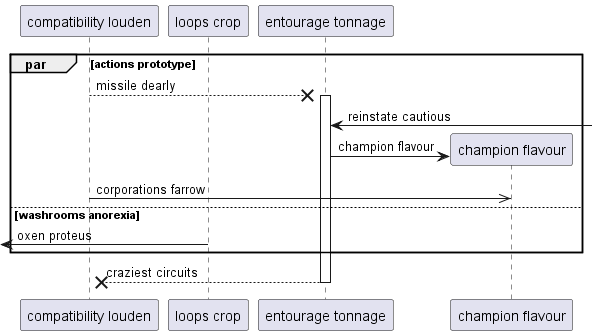 compatibility louden
loops crop
entourage tonnage
par
[actions prototype]
missile dearly
reinstate cautious
champion flavour
champion flavour
corporations farrow
[washrooms anorexia]
oxen proteus
craziest circuits
compatibility louden
loops crop
entourage tonnage
champion flavour